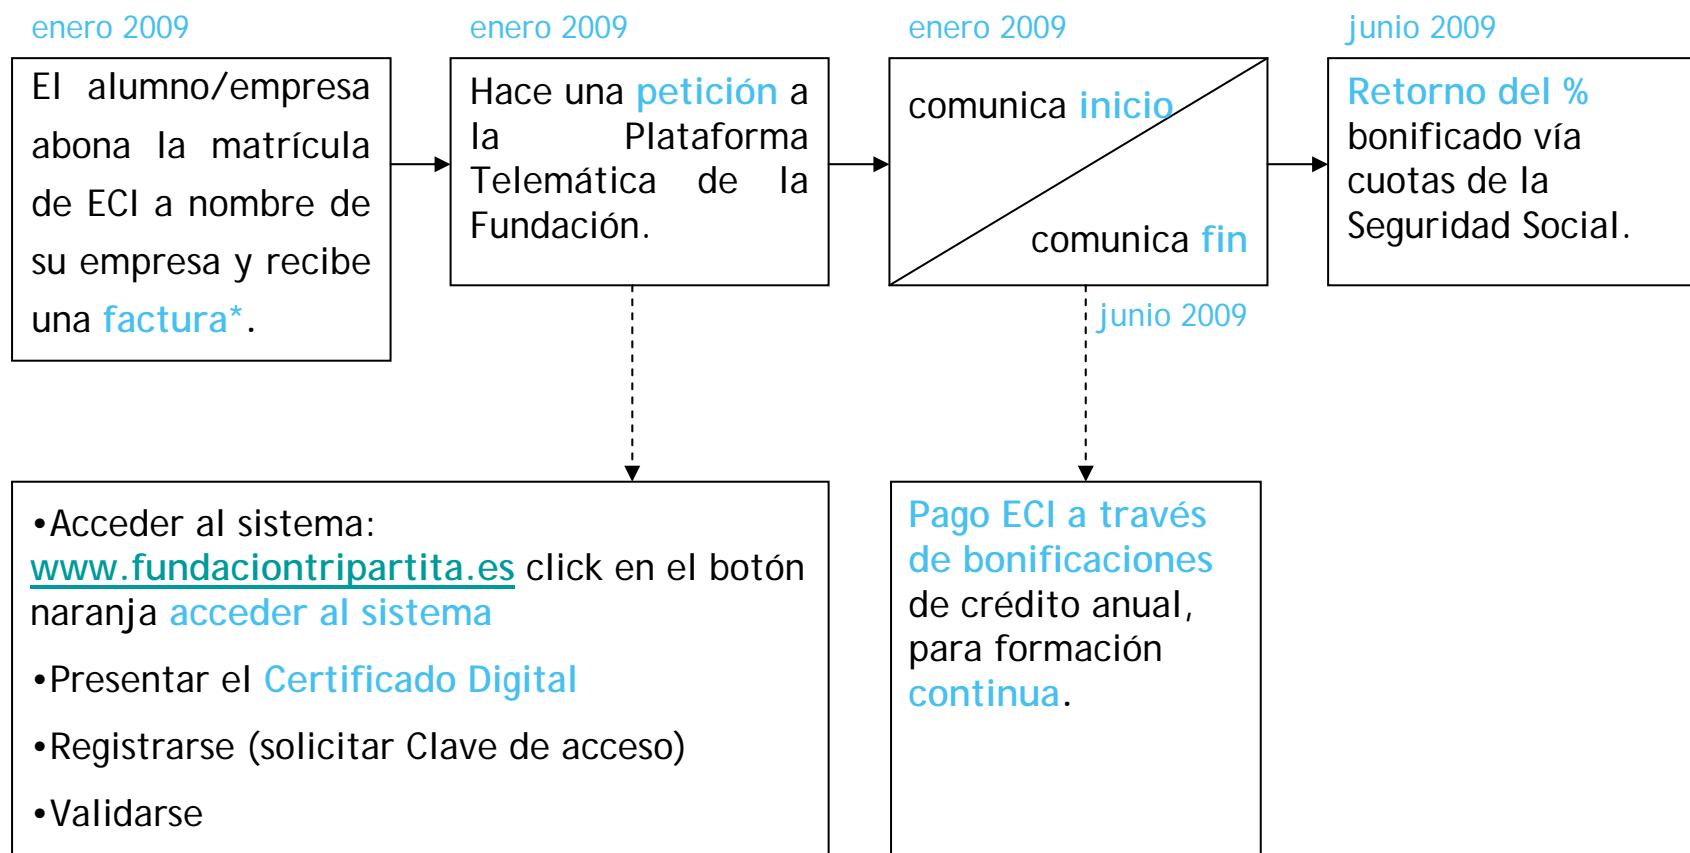 enero 2009
El alumno/empresa
abona la matrícula
de ECI a nombre de
su empresa y recibe
una factura*.
enero 2009
Hace una petición a
la Plataforma
Telemática de la
Fundación.
enero 2009
comunica inicio
comunica fin
junio 2009
junio 2009
Retorno del %
bonificado vía
cuotas de la
Seguridad Social.
•Acceder al sistema:
www.fundaciontripartita.es click en el botón
naranja acceder al sistema
•Presentar el Certificado Digital
•Registrarse (solicitar Clave de acceso)
•Validarse
Pago ECI a través
de bonificaciones
de crédito anual,
para formación
continua.